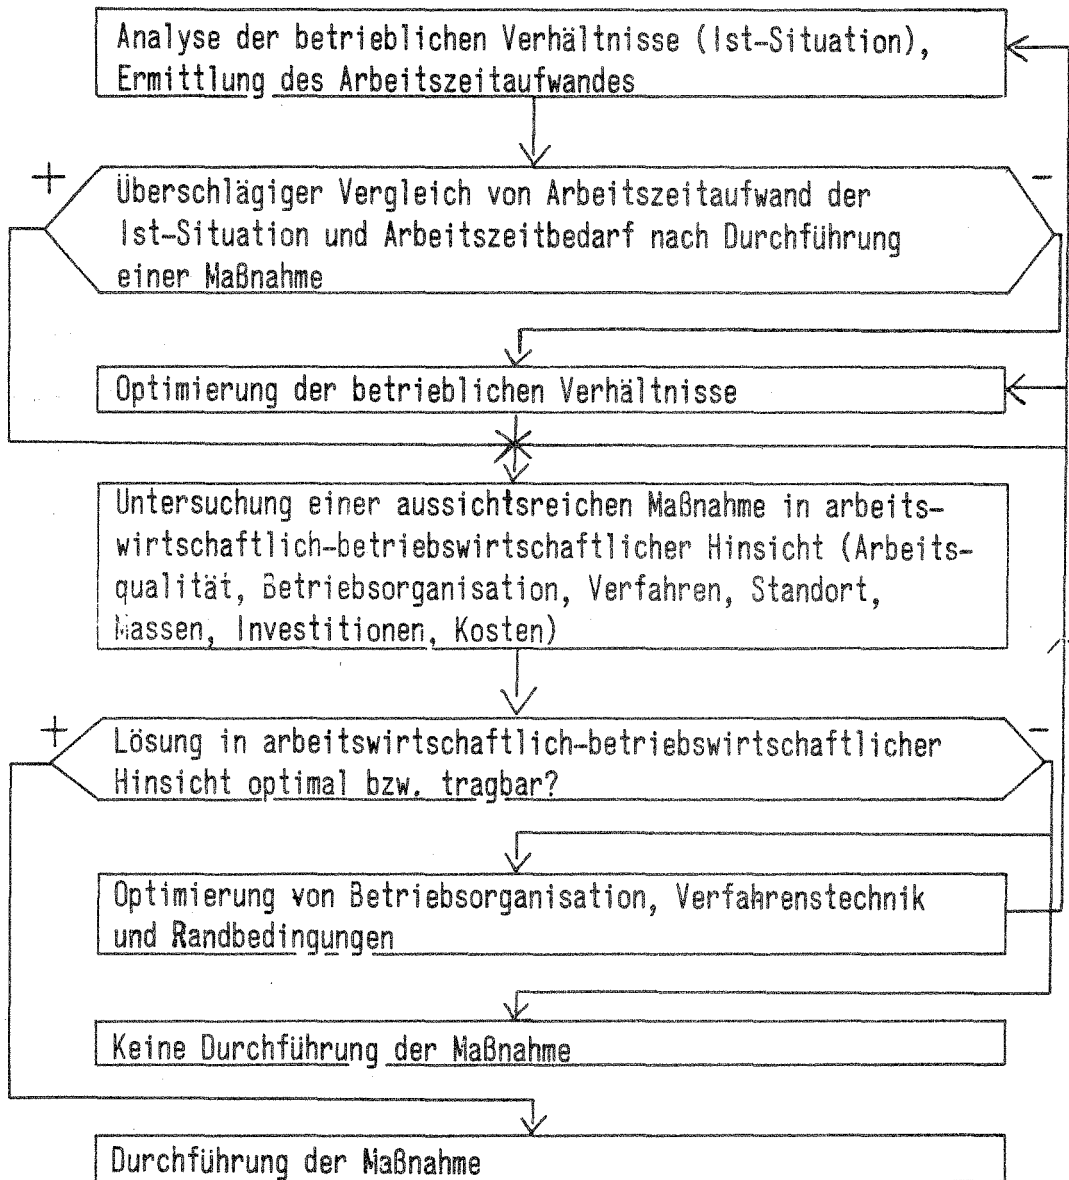 Analyse der betrieblichen Verhältnisse (Ist-Situation),
Ermittlung des Arbeitszeitaufwandes
+
-
Überschlägiger Vergleich von Arbeitszeitaufwand der
Ist-Situation und Arbeitszeitbedarf nach Durchführung
einer Maßnahme
Optimierung der betrieblichen Verhältnisse
Untersuchung einer aussichtsreichen Maßnahme in arbeits-
wirtschaftlich-betriebswirtschaftlicher Hinsicht (Arbeits-
qualität, Betriebsorganisation, Verfahren, Standort,
Massen, Investitionen, Kosten)
+
-
Lösung in arbeitswirtschaftlich-betriebswirtschaftlicher
Hinsicht optimal bzw. tragbar?
Optimierung von Betriebsorganisation, Verfahrenstechnik
und Randbedingungen
Keine Durchführung der Maßnahme
Durchführung der Maßnahme